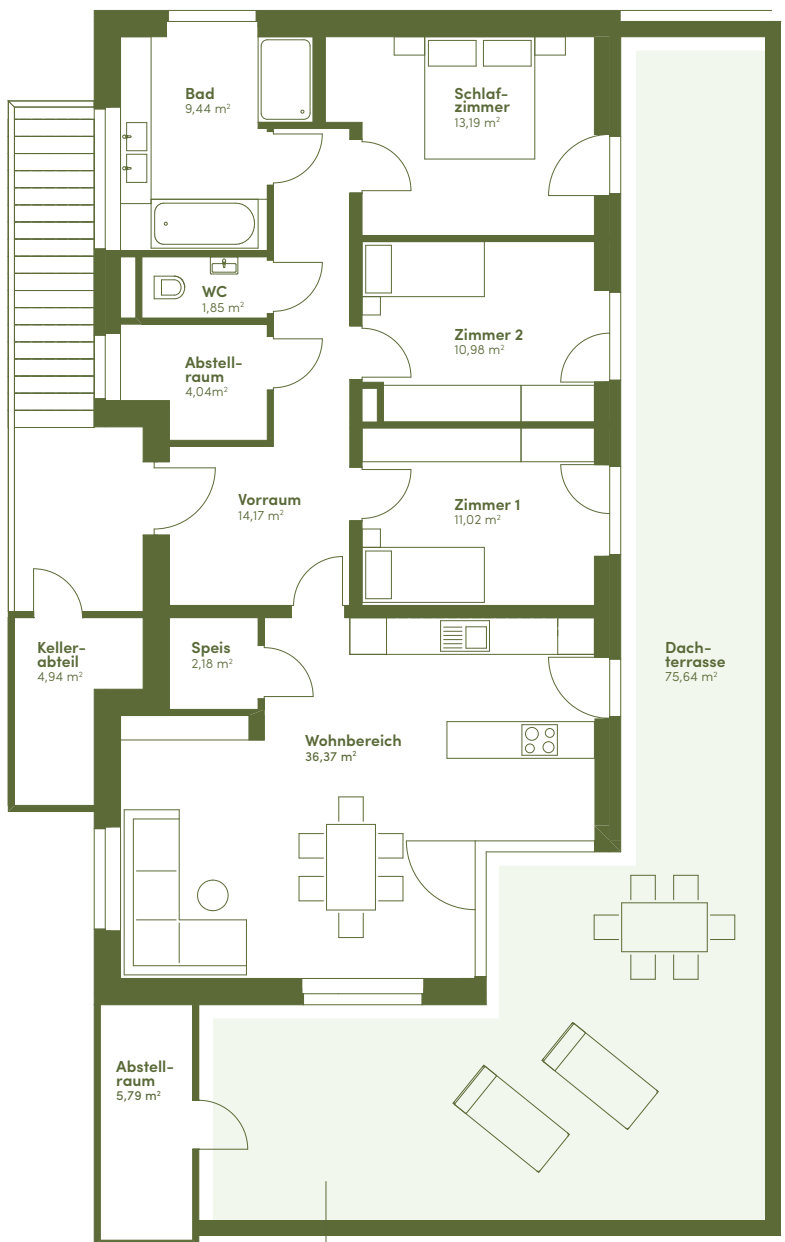 Bad
9,44 m²
Schlaf-
zimmer
13,19 m²
WC
1,85 m²
Zimmer 2
10,98 m²
Abstell-
raum
4,04m²
Vorraum
14,17 m²
Zimmer 1
11,02 m²
Keller-
abteil
4,94 m²
Speis
2,18 m²
Dach-
terrasse
75,64 m²
Wohnbereich
36,37 m²
Abstell-
raum
5,79 m²